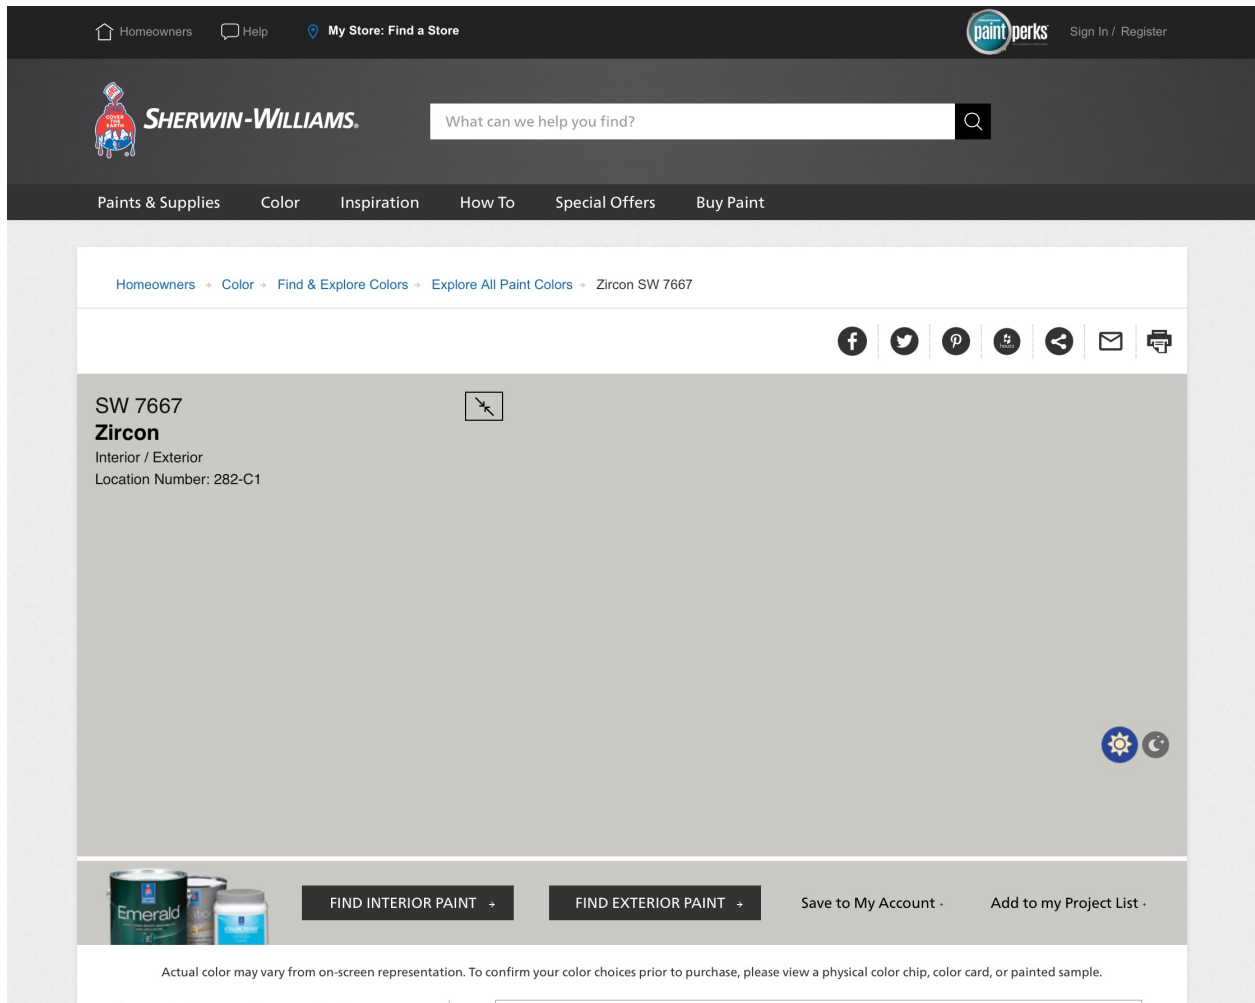 Homeowners Help My Store: Find a Store paint perks Sign In / Register
COVER THE EARTH
SHERWIN-WILLIAMS.
What can we help you find?
Paints & Supplies Color Inspiration How To Special Offers Buy Paint
Homeowners Color Find & Explore Colors Explore All Paint Colors Zircon SW 7667
houzz
SW 7667
Zircon
Interior / Exterior
Location Number: 282-C1
Emerald
FIND INTERIOR PAINT FIND EXTERIOR PAINT Save to My Account Add to my Project List
Actual color may vary from on-screen representation. To confirm your color choices prior to purchase, please view a physical color chip, color card, or painted sample.